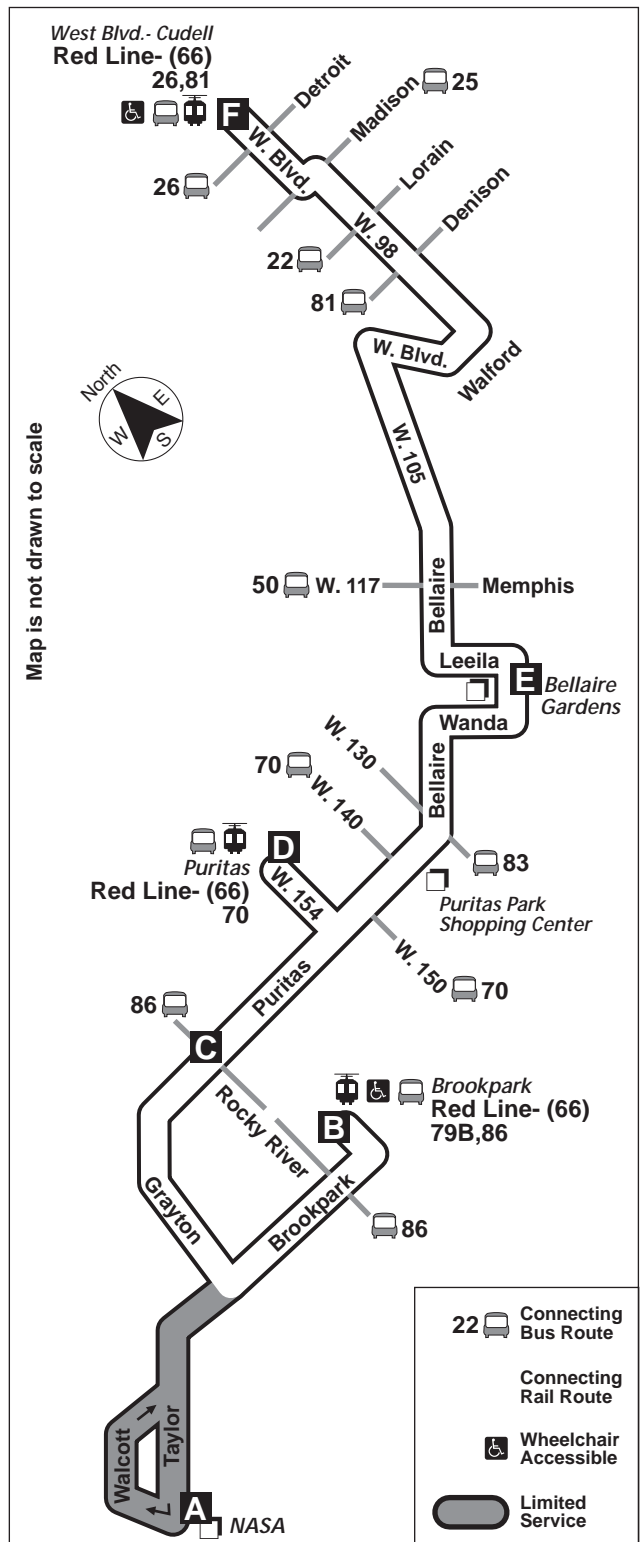 West Blvd.- Cudell
Red Line- (66)
26,81
F
Detroit
Madison 25
W. Blvd.
Lorain
26
Denison
W. 98
22
81
W. Blvd.
Walford
North
E
W
S
Map is not drawn to scale
W. 105
50 W. 117
Memphis
Bellaire
Leeila
E
Bellaire
Gardens
Wanda
W. 130
70
W. 140
Bellaire
83
D
Puritas
Red Line- (66)
70
W. 154
Puritas Park
Shopping Center
W. 150 70
Puritas
86
C
Rocky River
Brookpark
Red Line- (66)
79B,86
B
Grayton
Brookpark
86
Walcott
Taylor
A
NASA
22 Connecting
Bus Route
Connecting
Rail Route
Wheelchair
Accessible
Limited
Service